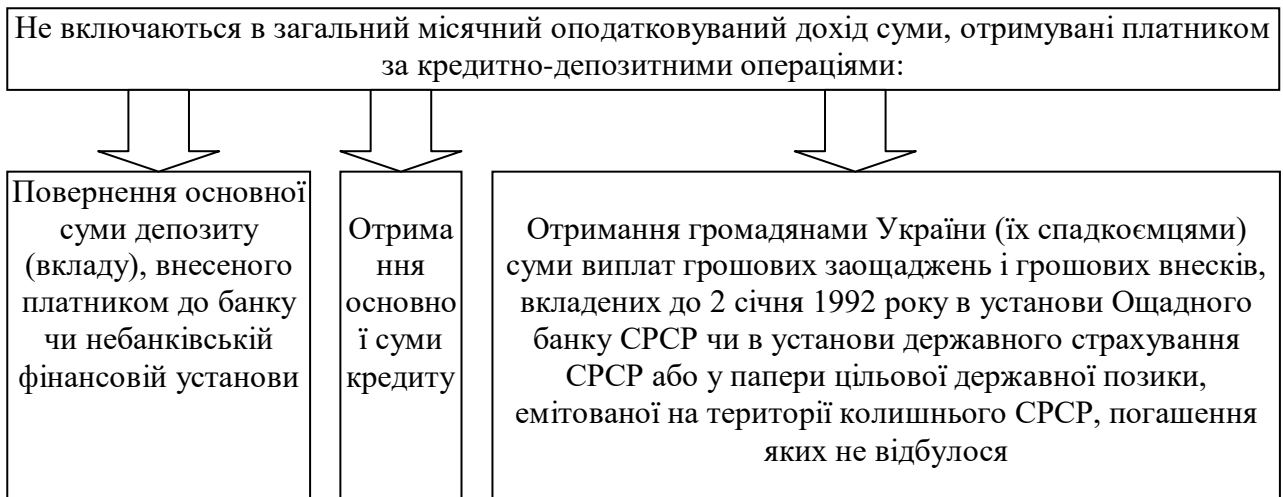 Не включаються в загальний місячний оподатковуваний дохід суми, отримувані платником
за кредитно-депозитними операціями:
Повернення основної
суми депозиту
(вкладу), внесеного
платником до банку
чи небанківській
фінансовій установи
Отрима
ння
основно
ї суми
кредиту
Отримання громадянами України (їх спадкоємцями)
суми виплат грошових заощаджень і грошових внесків,
вкладених до 2 січня 1992 року в установи Ощадного
банку СРСР чи в установи державного страхування
СРСР або у папери цільової державної позики,
емітованої на території колишнього СРСР, погашення
яких не відбулося